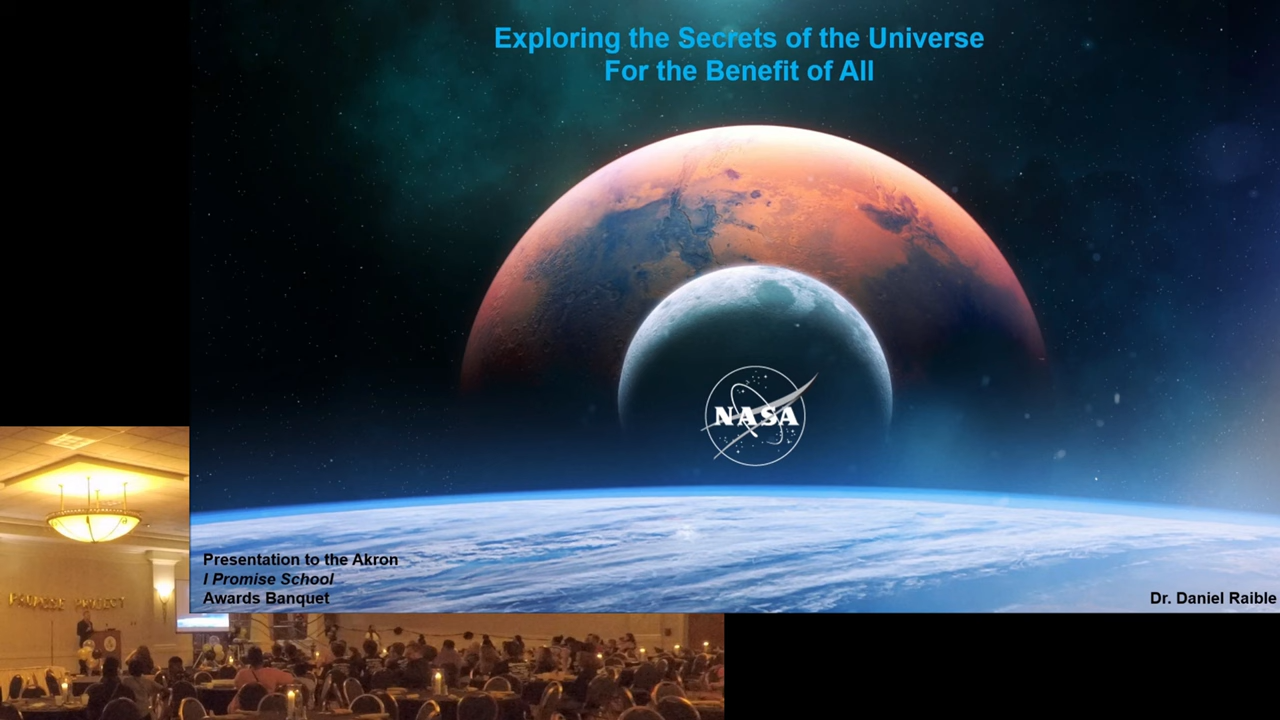 Exploring the Secrets of the Universe
For the Benefit of All
NASA
Presentation to the Akron
I Promise School
Awards Banquet
Dr. Daniel Raible
PROJECT